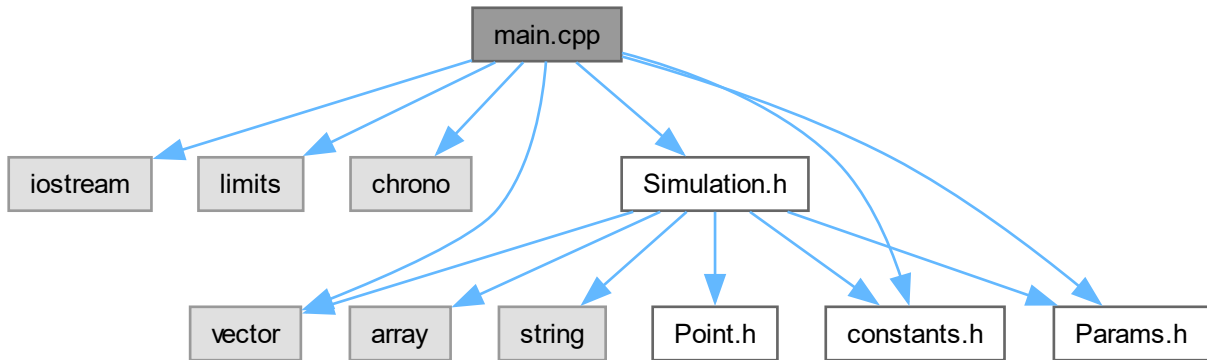 main.cpp
iostream
limits
chrono
Simulation.h
vector
array
string
Point.h
constants.h
Params.h